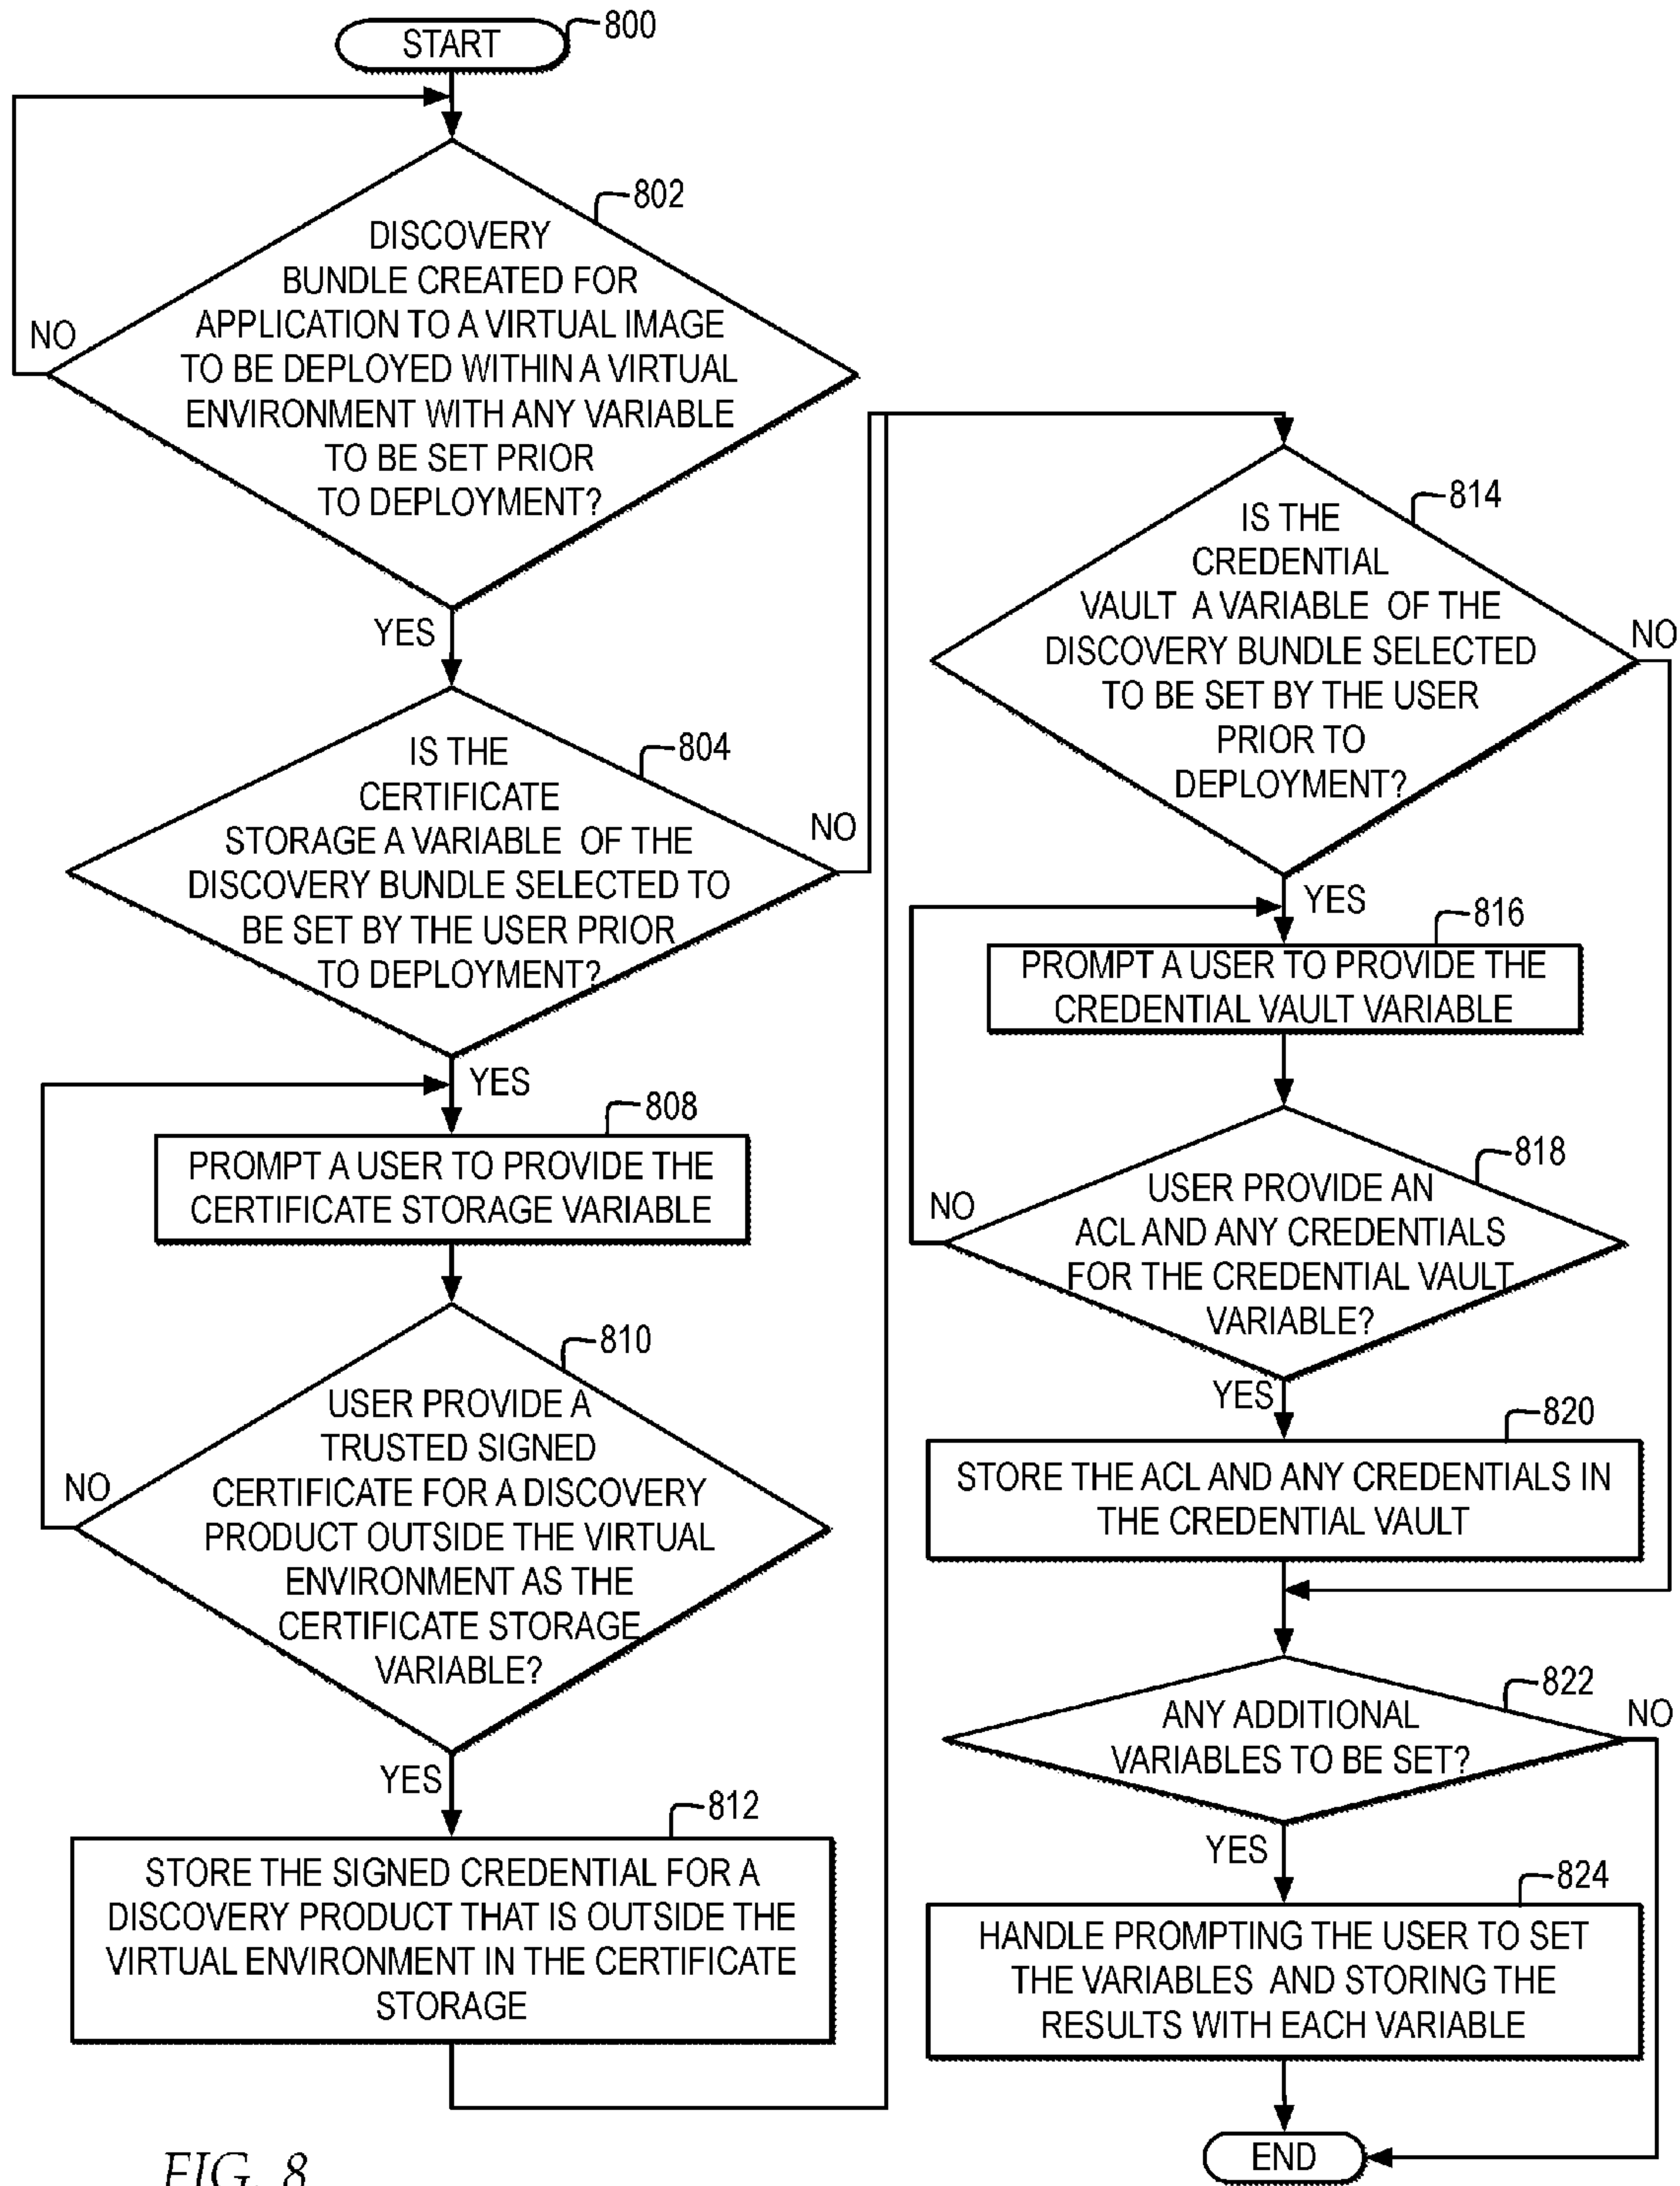 START
800
802
DISCOVERY
BUNDLE CREATED FOR
APPLICATION TO A VIRTUAL IMAGE
TO BE DEPLOYED WITHIN A VIRTUAL
ENVIRONMENT WITH ANY VARIABLE
TO BE SET PRIOR
TO DEPLOYMENT?
NO
YES
804
IS THE
CERTIFICATE
STORAGE A VARIABLE OF THE
DISCOVERY BUNDLE SELECTED TO
BE SET BY THE USER PRIOR
TO DEPLOYMENT?
NO
YES
808
PROMPT A USER TO PROVIDE THE
CERTIFICATE STORAGE VARIABLE
810
USER PROVIDE A
TRUSTED SIGNED
CERTIFICATE FOR A DISCOVERY
PRODUCT OUTSIDE THE VIRTUAL
ENVIRONMENT AS THE
CERTIFICATE STORAGE
VARIABLE?
NO
YES
812
STORE THE SIGNED CREDENTIAL FOR A
DISCOVERY PRODUCT THAT IS OUTSIDE THE
VIRTUAL ENVIRONMENT IN THE CERTIFICATE
STORAGE
814
IS THE
CREDENTIAL
VAULT A VARIABLE OF THE
DISCOVERY BUNDLE SELECTED
TO BE SET BY THE USER
PRIOR TO
DEPLOYMENT?
NO
YES
816
PROMPT A USER TO PROVIDE THE
CREDENTIAL VAULT VARIABLE
818
USER PROVIDE AN
ACL AND ANY CREDENTIALS
FOR THE CREDENTIAL VAULT
VARIABLE?
NO
YES
820
STORE THE ACL AND ANY CREDENTIALS IN
THE CREDENTIAL VAULT
822
ANY ADDITIONAL
VARIABLES TO BE SET?
NO
YES
824
HANDLE PROMPTING THE USER TO SET
THE VARIABLES AND STORING THE
RESULTS WITH EACH VARIABLE
END
FIG. 8